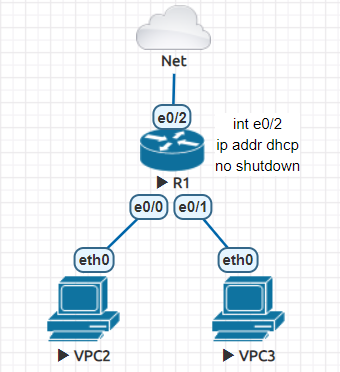 Net
e0/2
int e0/2
ip addr dhcp
no shutdown
R1
e0/0
e0/1
eth0
eth0
VPC2
VPC3